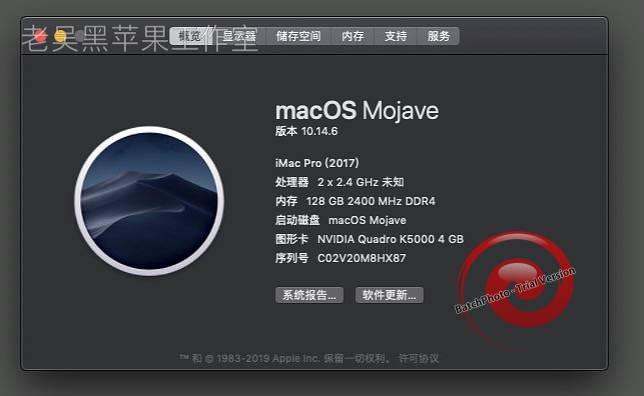 老吴黑苹果工作室
概览 显示器 储存空间 内存 支持 服务
macOS Mojave
版本 10.14.6
iMac Pro (2017)
处理器 2 x 2.4 GHz 未知
内存 128 GB 2400 MHz DDR4
启动磁盘 macOS Mojave
图形卡 NVIDIA Quadro K5000 4 GB
序列号 C02V20M8HX87
系统报告... 软件更新...
BatchPhoto - Trial Version
™ 和 © 1983-2019 Apple Inc. 保留一切权利。 许可协议